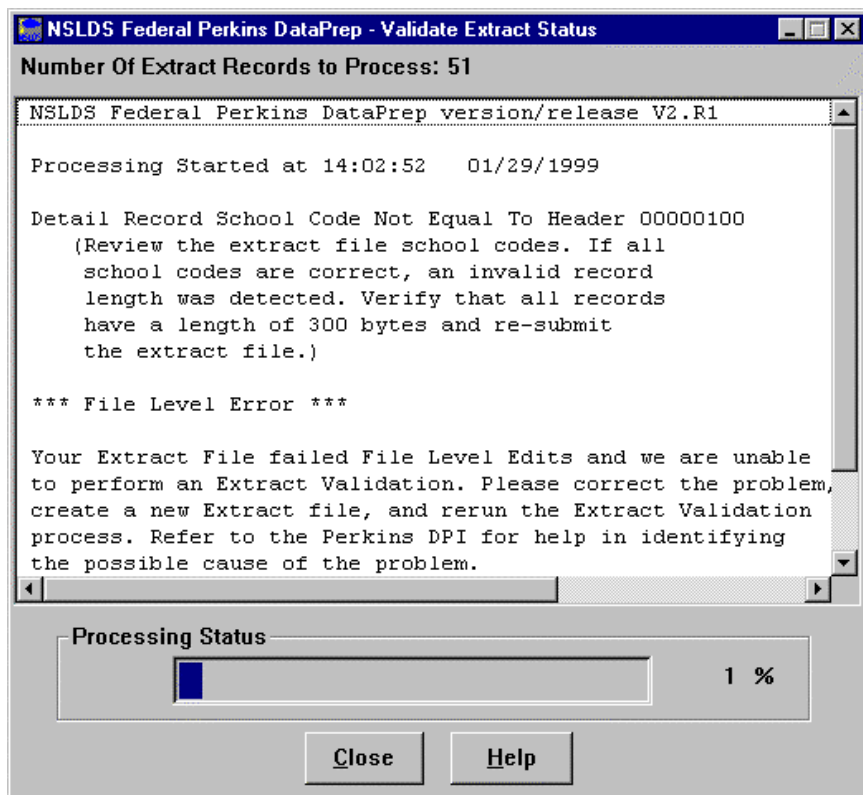 NSLDS Federal Perkins DataPrep - Validate Extract Status
Number Of Extract Records to Process: 51
NSLDS Federal Perkins DataPrep version/release V2.R1
Processing Started at 14:02:52   01/29/1999
Detail Record School Code Not Equal To Header 00000100
(Review the extract file school codes. If all
school codes are correct, an invalid record
length was detected. Verify that all records
have a length of 300 bytes and re-submit
the extract file.)
*** File Level Error ***
Your Extract File failed File Level Edits and we are unable
to perform an Extract Validation. Please correct the problem,
create a new Extract file, and rerun the Extract Validation
process. Refer to the Perkins DPI for help in identifying
the possible cause of the problem.
Processing Status
1 %
Close Help